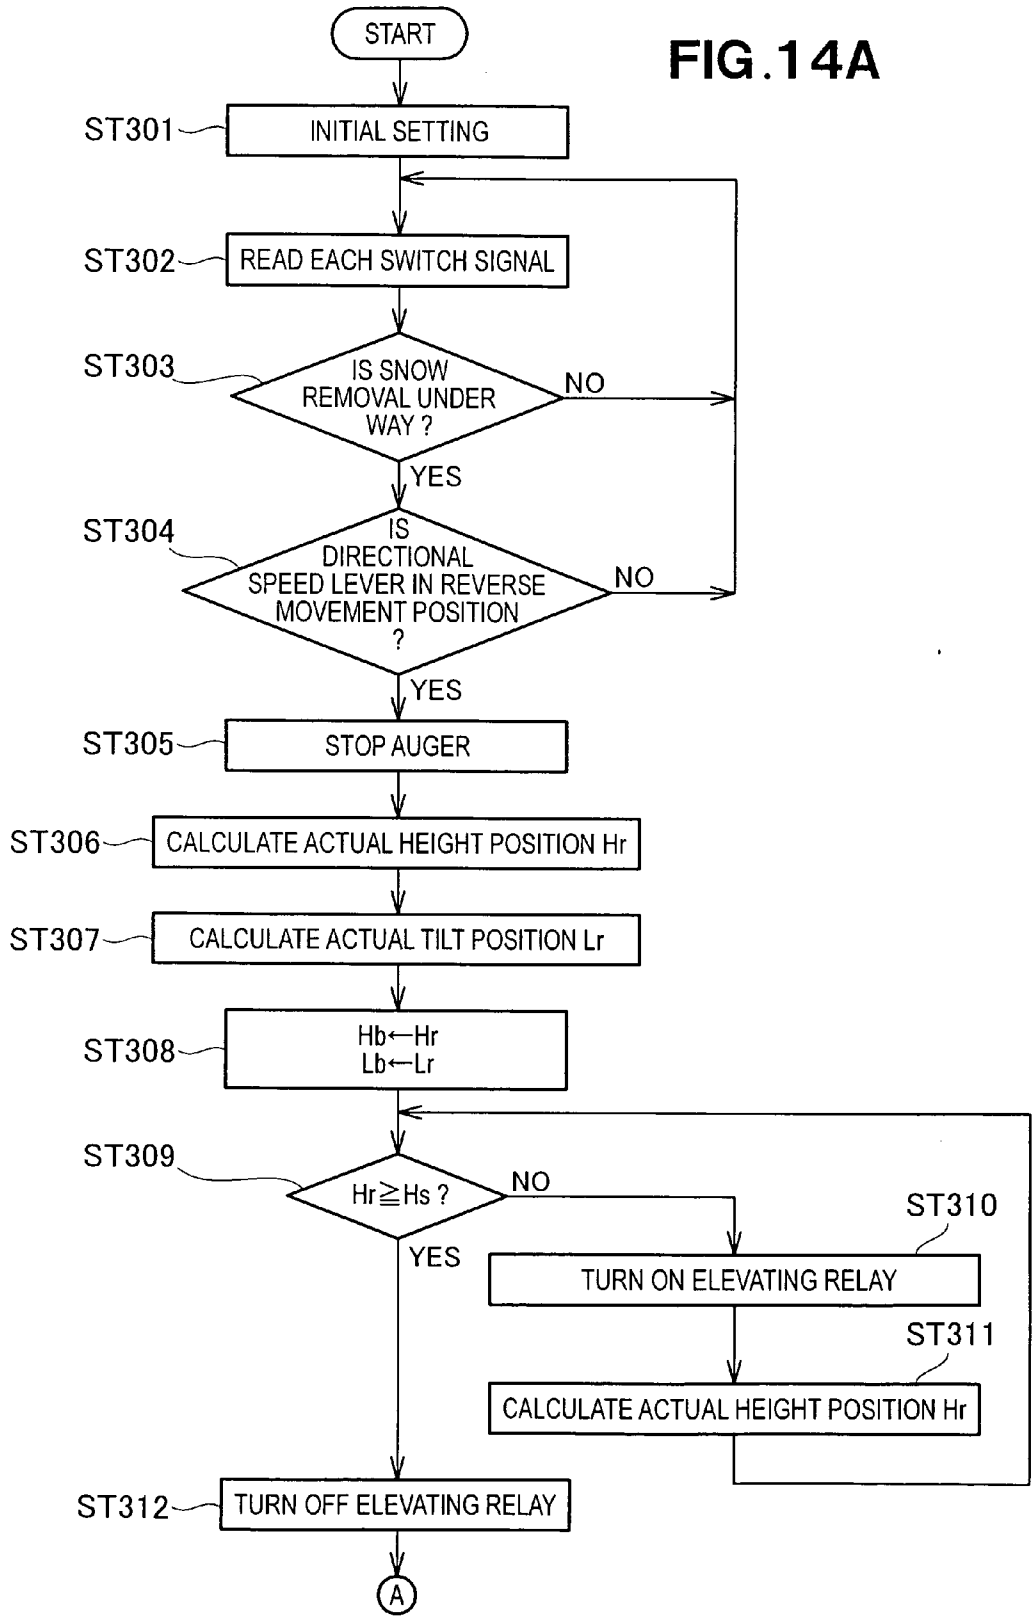 START
FIG.14A
ST301
INITIAL SETTING
ST302
READ EACH SWITCH SIGNAL
ST303
IS SNOW
REMOVAL UNDER
WAY ?
NO
YES
ST304
IS
DIRECTIONAL
SPEED LEVER IN REVERSE
MOVEMENT POSITION
?
NO
YES
ST305
STOP AUGER
ST306
CALCULATE ACTUAL HEIGHT POSITION Hr
ST307
CALCULATE ACTUAL TILT POSITION Lr
ST308
Hb←Hr
Lb←Lr
ST309
Hr≧Hs ?
NO
YES
ST310
TURN ON ELEVATING RELAY
ST311
CALCULATE ACTUAL HEIGHT POSITION Hr
ST312
TURN OFF ELEVATING RELAY
A